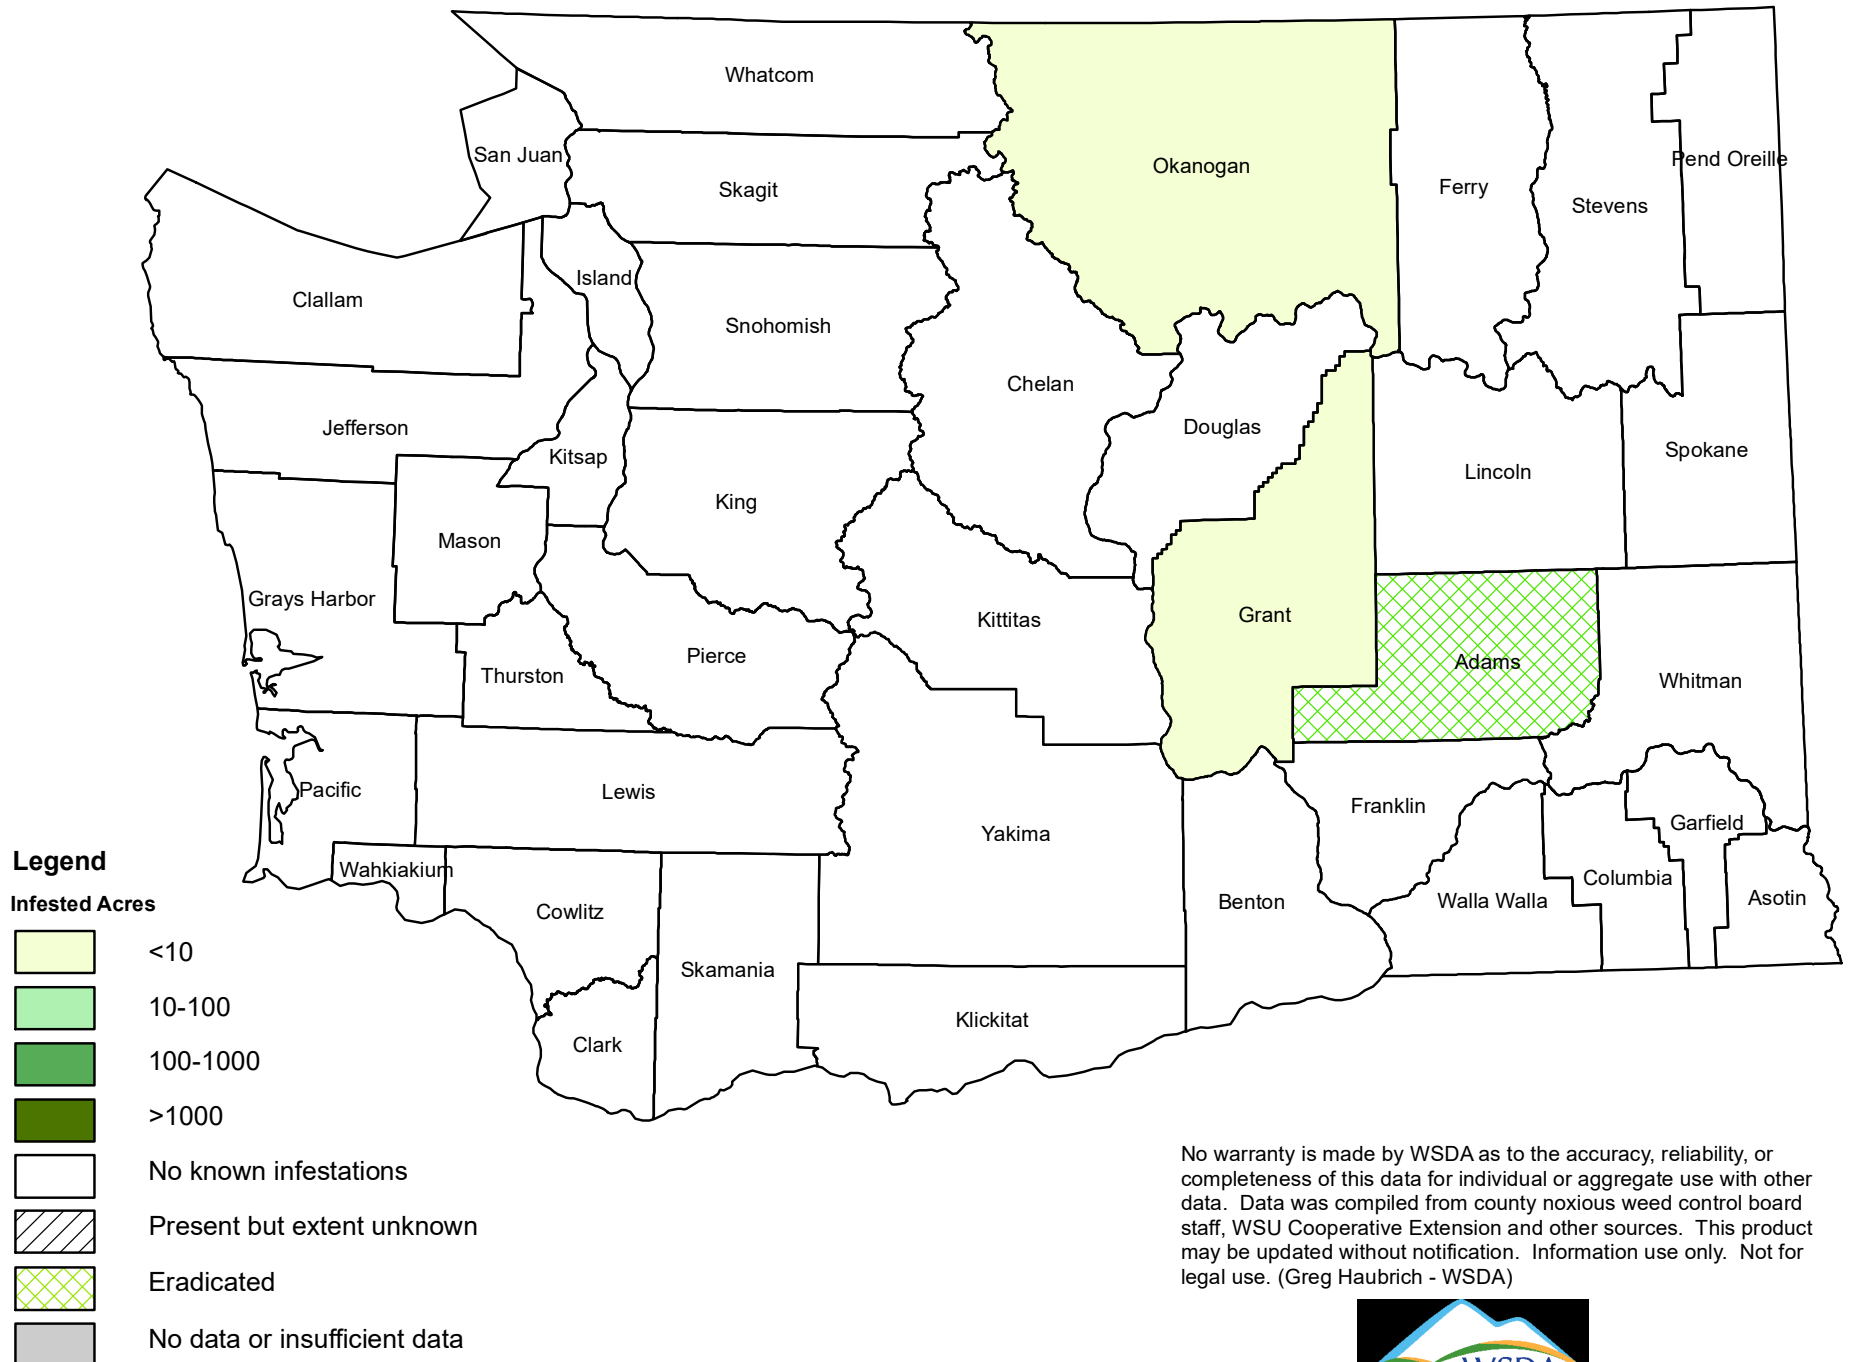 Whatcom
San Juan
Skagit
Okanogan
Ferry
Stevens
Pend Oreille
Clallam
Island
Snohomish
Chelan
Jefferson
Kitsap
King
Douglas
Lincoln
Spokane
Mason
Grays Harbor
Kittitas
Grant
Adams
Whitman
Thurston
Pierce
Pacific
Lewis
Yakima
Franklin
Garfield
Wahkiakium
Cowlitz
Benton
Walla Walla
Columbia
Asotin
Skamania
Klickitat
Clark
Legend
Infested Acres
<10
10-100
100-1000
>1000
No known infestations
Present but extent unknown
Eradicated
No data or insufficient data
No warranty is made by WSDA as to the accuracy, reliability, or
completeness of this data for individual or aggregate use with other
data.  Data was compiled from county noxious weed control board
staff, WSU Cooperative Extension and other sources.  This product
may be updated without notification.  Information use only.  Not for
legal use. (Greg Haubrich - WSDA)
WSDA